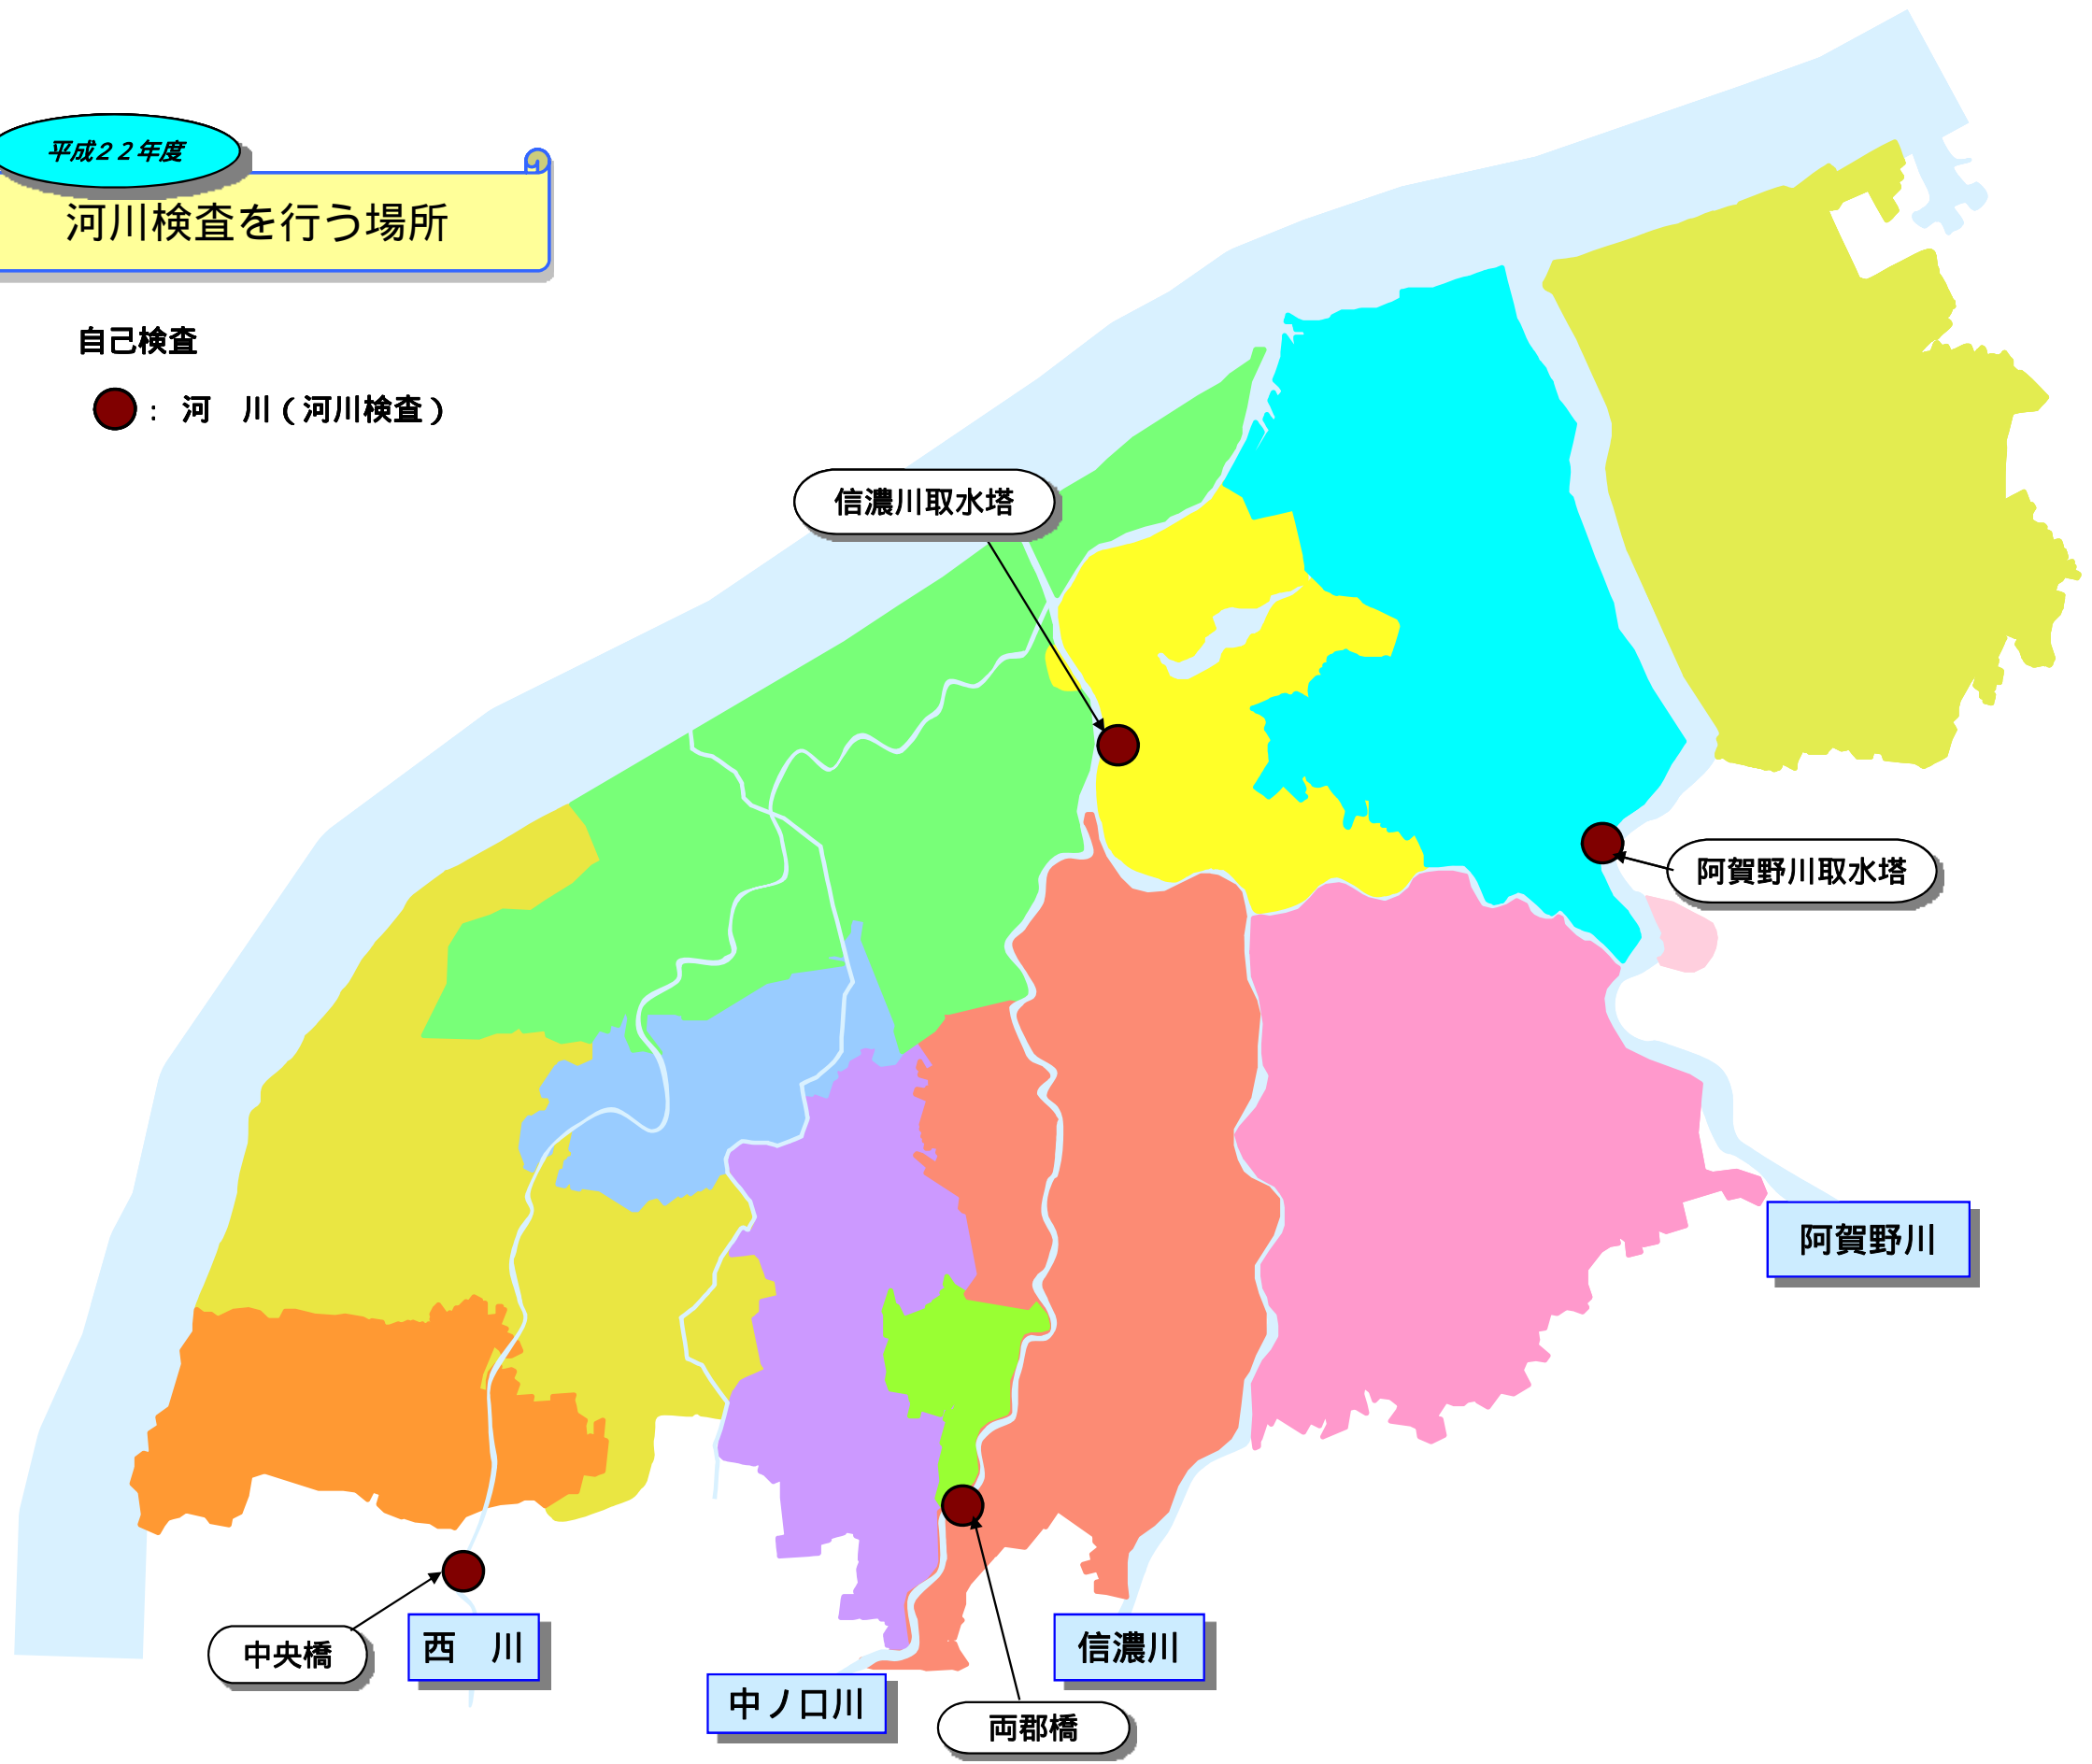 平成２２年度
河川検査を行う場所
自己検査
： 河　川（河川検査）
信濃川取水塔
阿賀野川取水塔
阿賀野川
中央橋
西　川
信濃川
中ノ口川
両郡橋